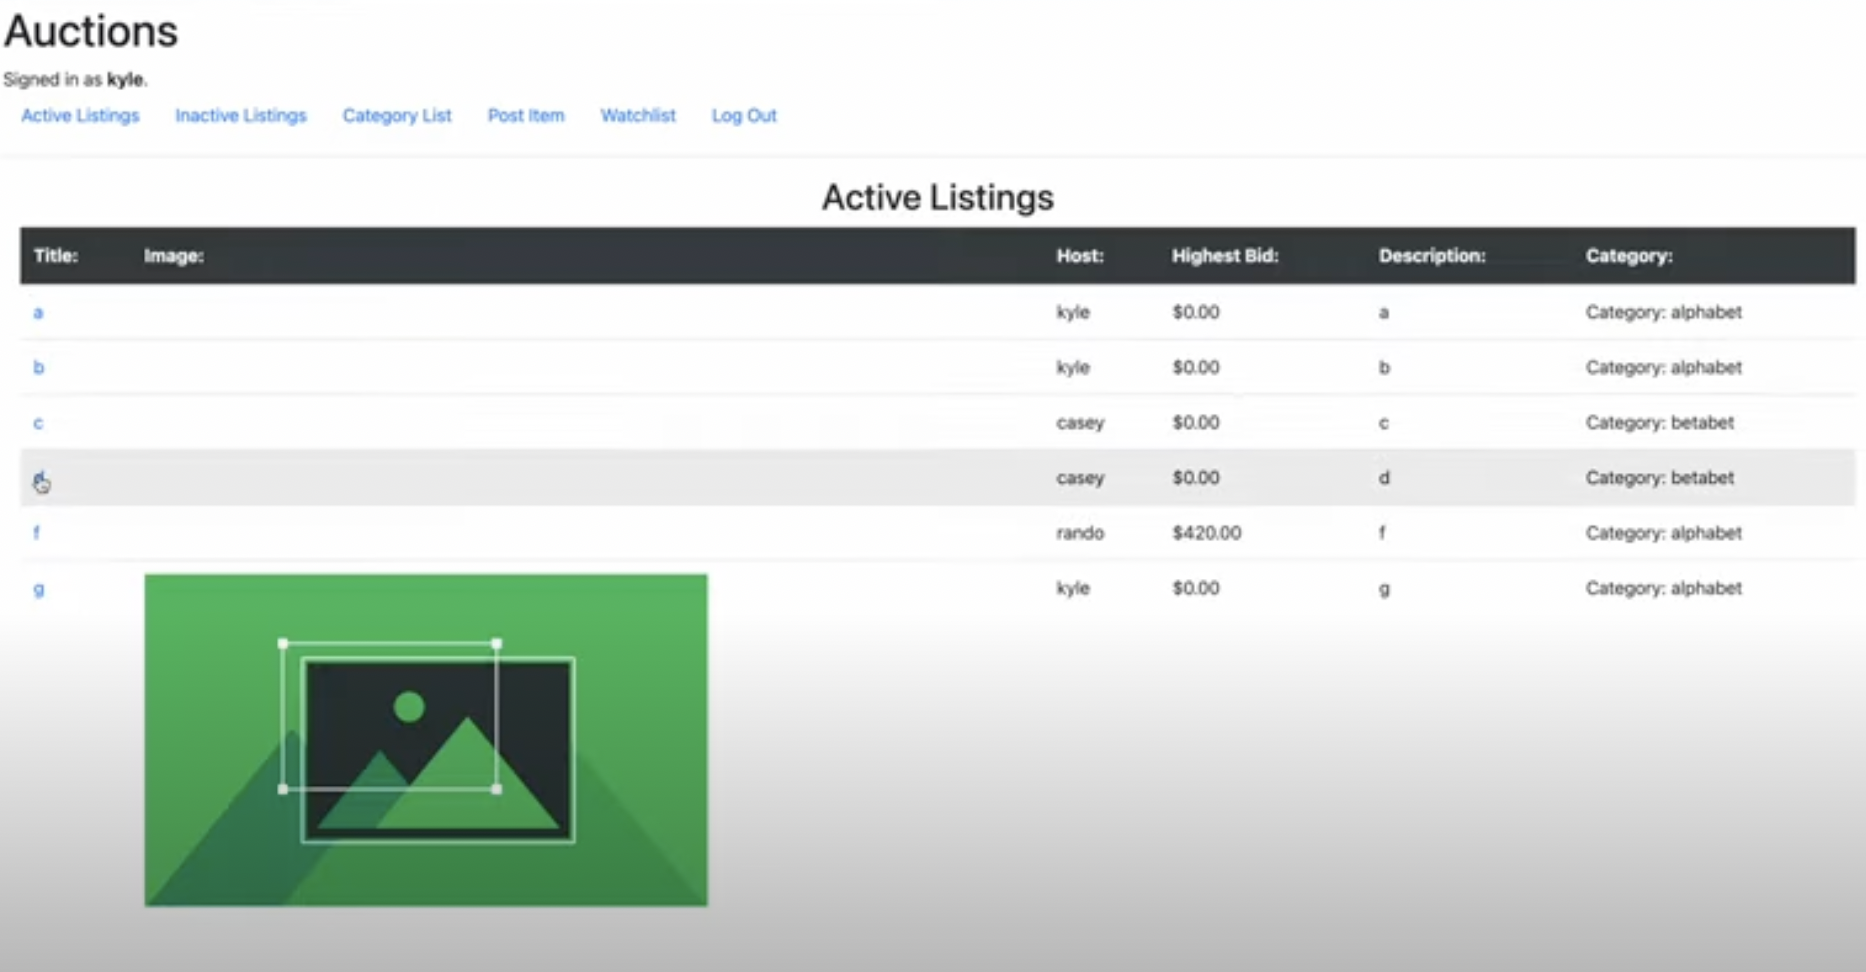 Auctions
Signed in as kyle.
Active Listings Inactive Listings Category List Post Item Watchlist Log Out
Active Listings
Title: Image: Host: Highest Bid: Description: Category:
a kyle $0.00 a Category: alphabet
b kyle $0.00 b Category: alphabet
c casey $0.00 c Category: betabet
casey $0.00 d Category: betabet
f rando $420.00 f Category: alphabet
g kyle $0.00 g Category: alphabet